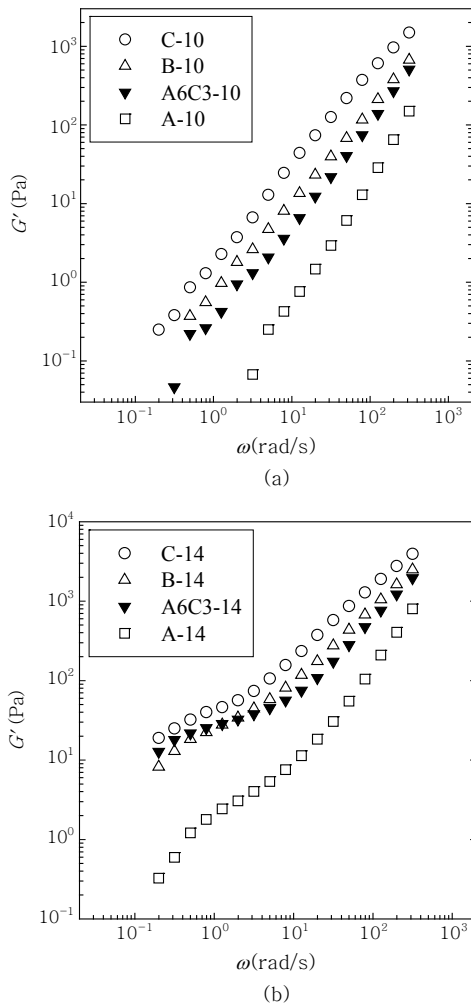 C-10
B-10
A6C3-10
A-10
10³
10²
10¹
10⁰
10⁻¹
G′ (Pa)
10⁻¹ 10⁰ 10¹ 10² 10³
ω(rad/s)
(a)
C-14
B-14
A6C3-14
A-14
10⁴
10³
10²
10¹
10⁰
10⁻¹
G′ (Pa)
10⁻¹ 10⁰ 10¹ 10² 10³
ω(rad/s)
(b)